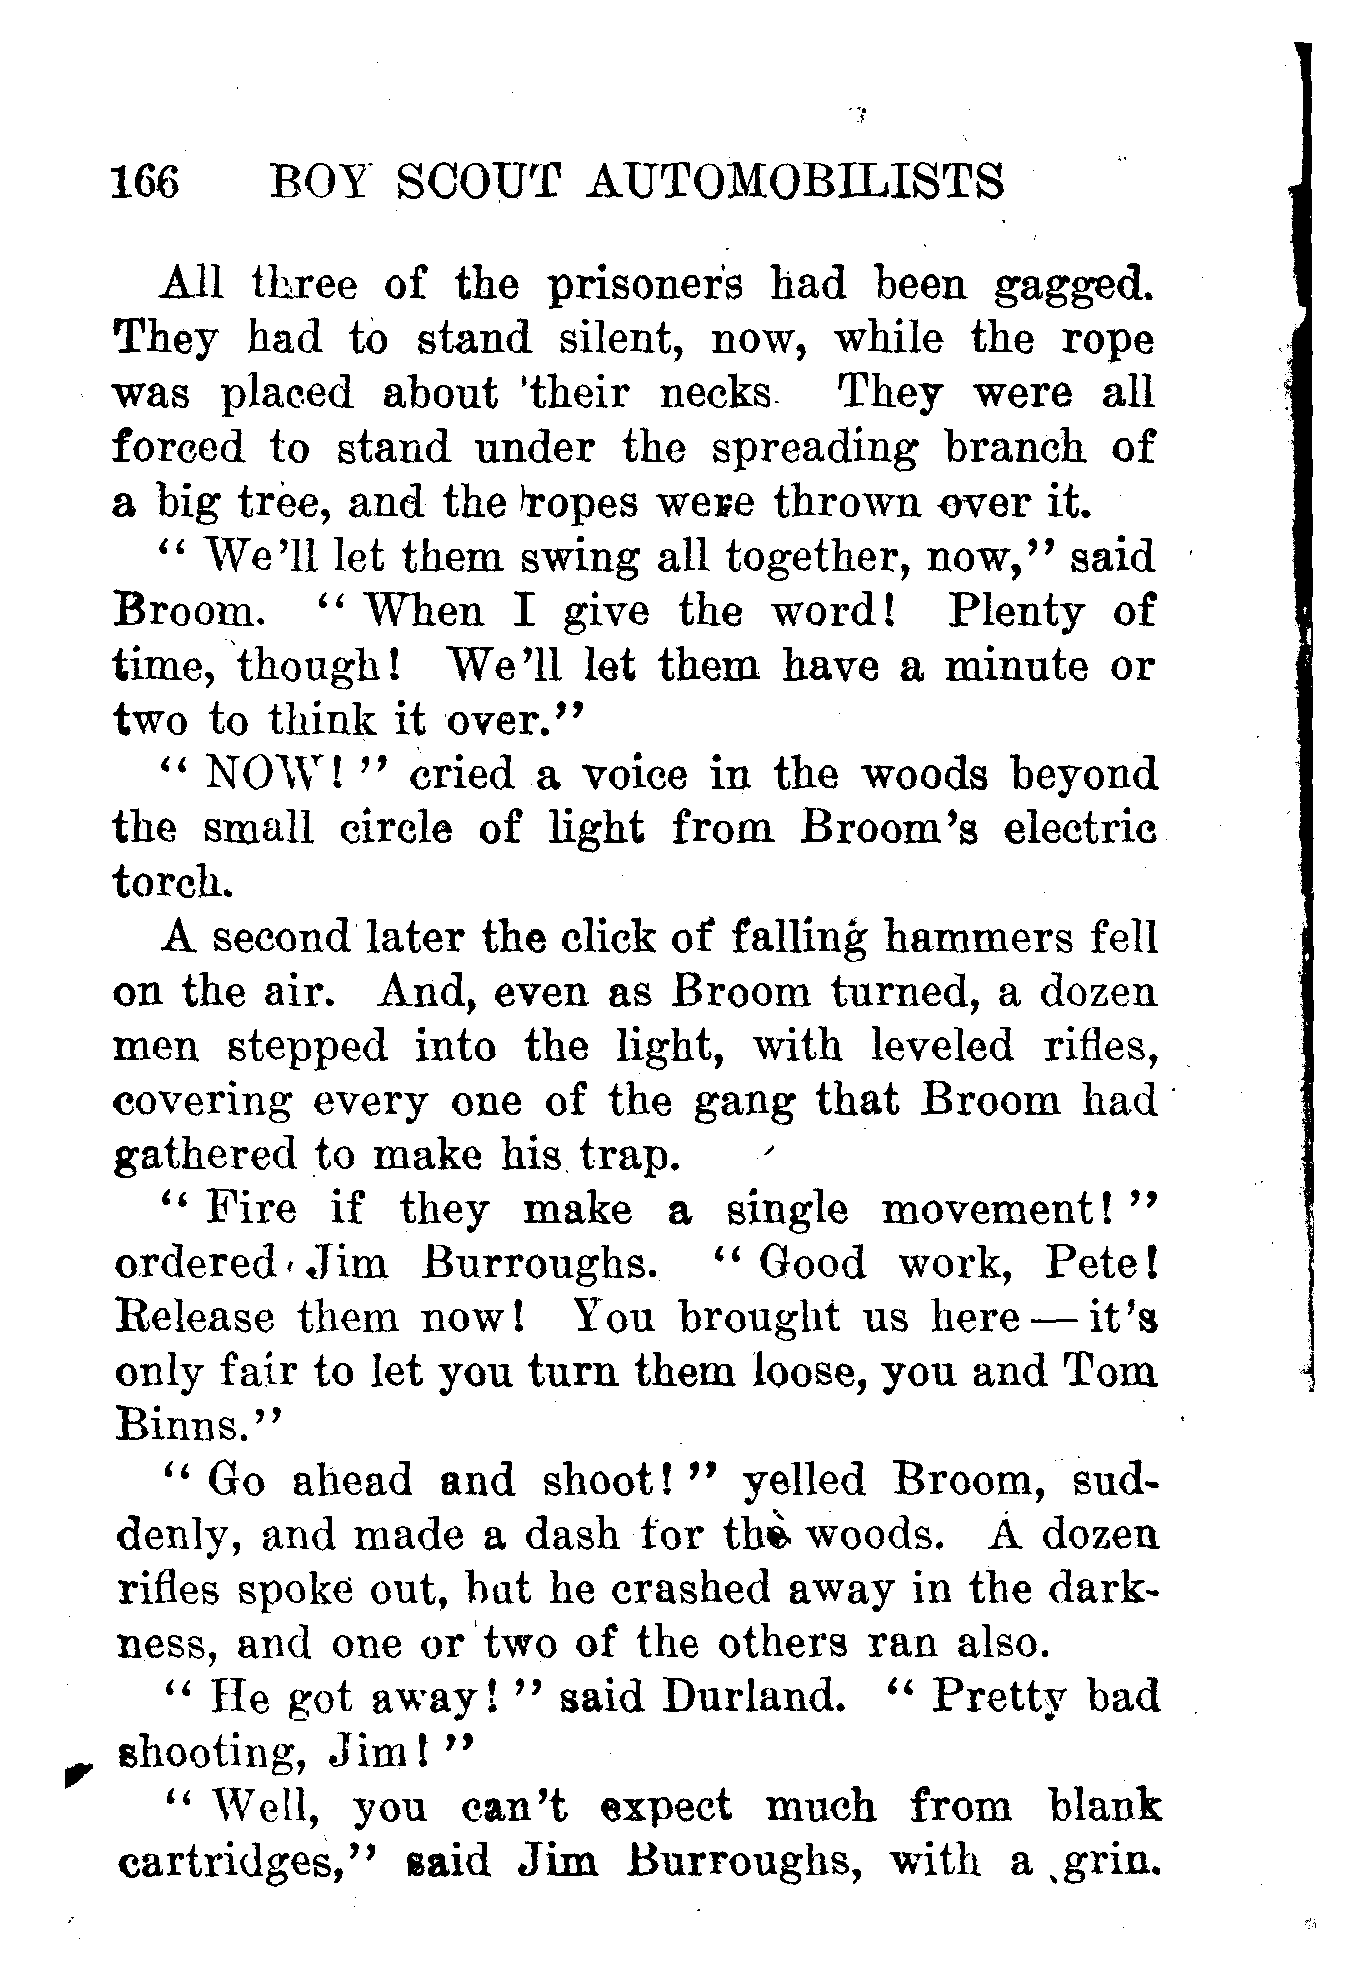 166 BOY SCOUT AUTOMOBILISTS
All three of the prisoners had been gagged.
They had to stand silent, now, while the rope
was placed about their necks. They were all
forced to stand under the spreading branch of
a big tree, and the ropes were thrown over it.
“ We’ll let them swing all together, now,” said
Broom. “ When I give the word! Plenty of
time, though! We’ll let them have a minute or
two to think it over.”
“ NOW! ” cried a voice in the woods beyond
the small circle of light from Broom’s electric
torch.
A second later the click of falling hammers fell
on the air. And, even as Broom turned, a dozen
men stepped into the light, with leveled rifles,
covering every one of the gang that Broom had
gathered to make his trap.
“ Fire if they make a single movement! ”
ordered Jim Burroughs. “ Good work, Pete!
Release them now! You brought us here — it’s
only fair to let you turn them loose, you and Tom
Binns.”
“ Go ahead and shoot! ” yelled Broom, sud-
denly, and made a dash for the woods. A dozen
rifles spoke out, but he crashed away in the dark-
ness, and one or two of the others ran also.
“ He got away! ” said Durland. “ Pretty bad
shooting, Jim! ”
“ Well, you can’t expect much from blank
cartridges,” said Jim Burroughs, with a grin.